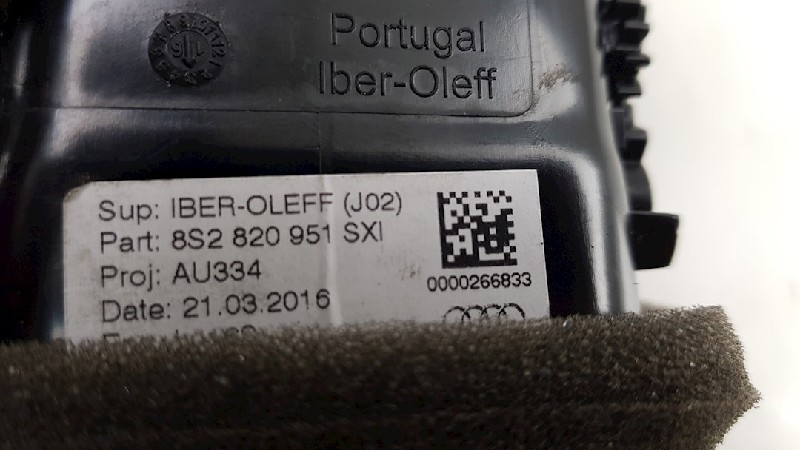 Portugal
Iber-Oleff
Sup: IBER-OLEFF (J02)
Part: 8S2 820 951 SXI
Proj: AU334
0000266833
Date: 21.03.2016